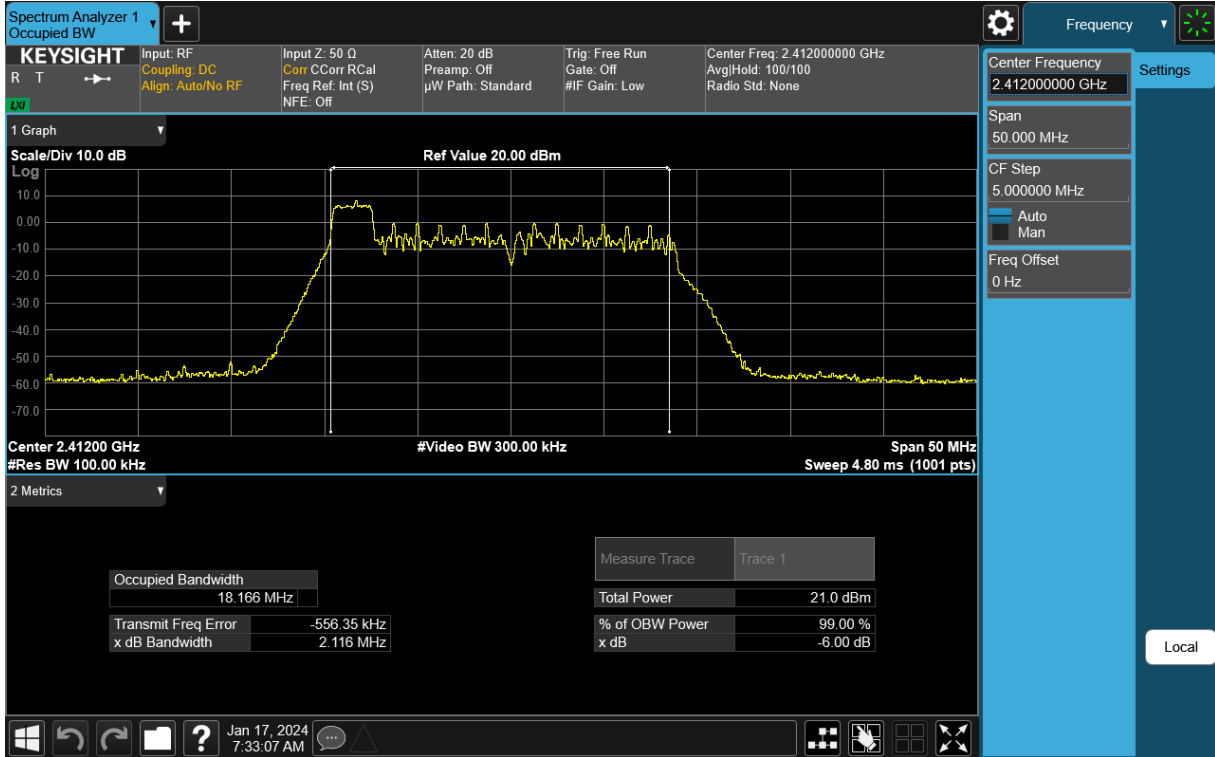 Spectrum Analyzer 1
Occupied BW
Frequency
KEYSIGHT
R T
LXI
Input: RF
Coupling: DC
Align: Auto/No RF
Input Z: 50 Ω
Corr CCorr RCal
Freq Ref: Int (S)
NFE: Off
Atten: 20 dB
Preamp: Off
µW Path: Standard
Trig: Free Run
Gate: Off
#IF Gain: Low
Center Freq: 2.412000000 GHz
Avg|Hold: 100/100
Radio Std: None
Center Frequency
2.412000000 GHz
Settings
Span
50.000 MHz
CF Step
5.000000 MHz
Auto
Man
Freq Offset
0 Hz
Local
1 Graph
Scale/Div 10.0 dB
Ref Value 20.00 dBm
Log
10.0
0.00
-10.0
-20.0
-30.0
-40.0
-50.0
-60.0
-70.0
Center 2.41200 GHz
#Video BW 300.00 kHz
Span 50 MHz
#Res BW 100.00 kHz
Sweep 4.80 ms (1001 pts)
2 Metrics
Measure Trace Trace 1
Occupied Bandwidth
18.166 MHz
Total Power 21.0 dBm
Transmit Freq Error -556.35 kHz
% of OBW Power 99.00 %
x dB Bandwidth 2.116 MHz
x dB -6.00 dB
?
Jan 17, 2024
7:33:07 AM